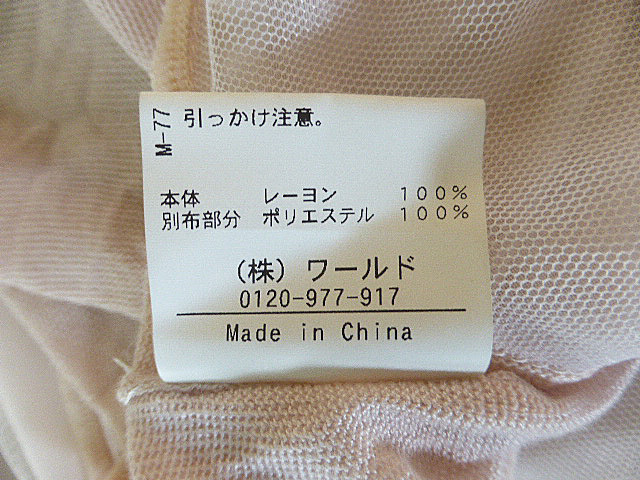 M-77
引っかけ注意。
本体 レーヨン 100%
別布部分 ポリエステル 100%
(株) ワールド
0120-977-917
Made in China